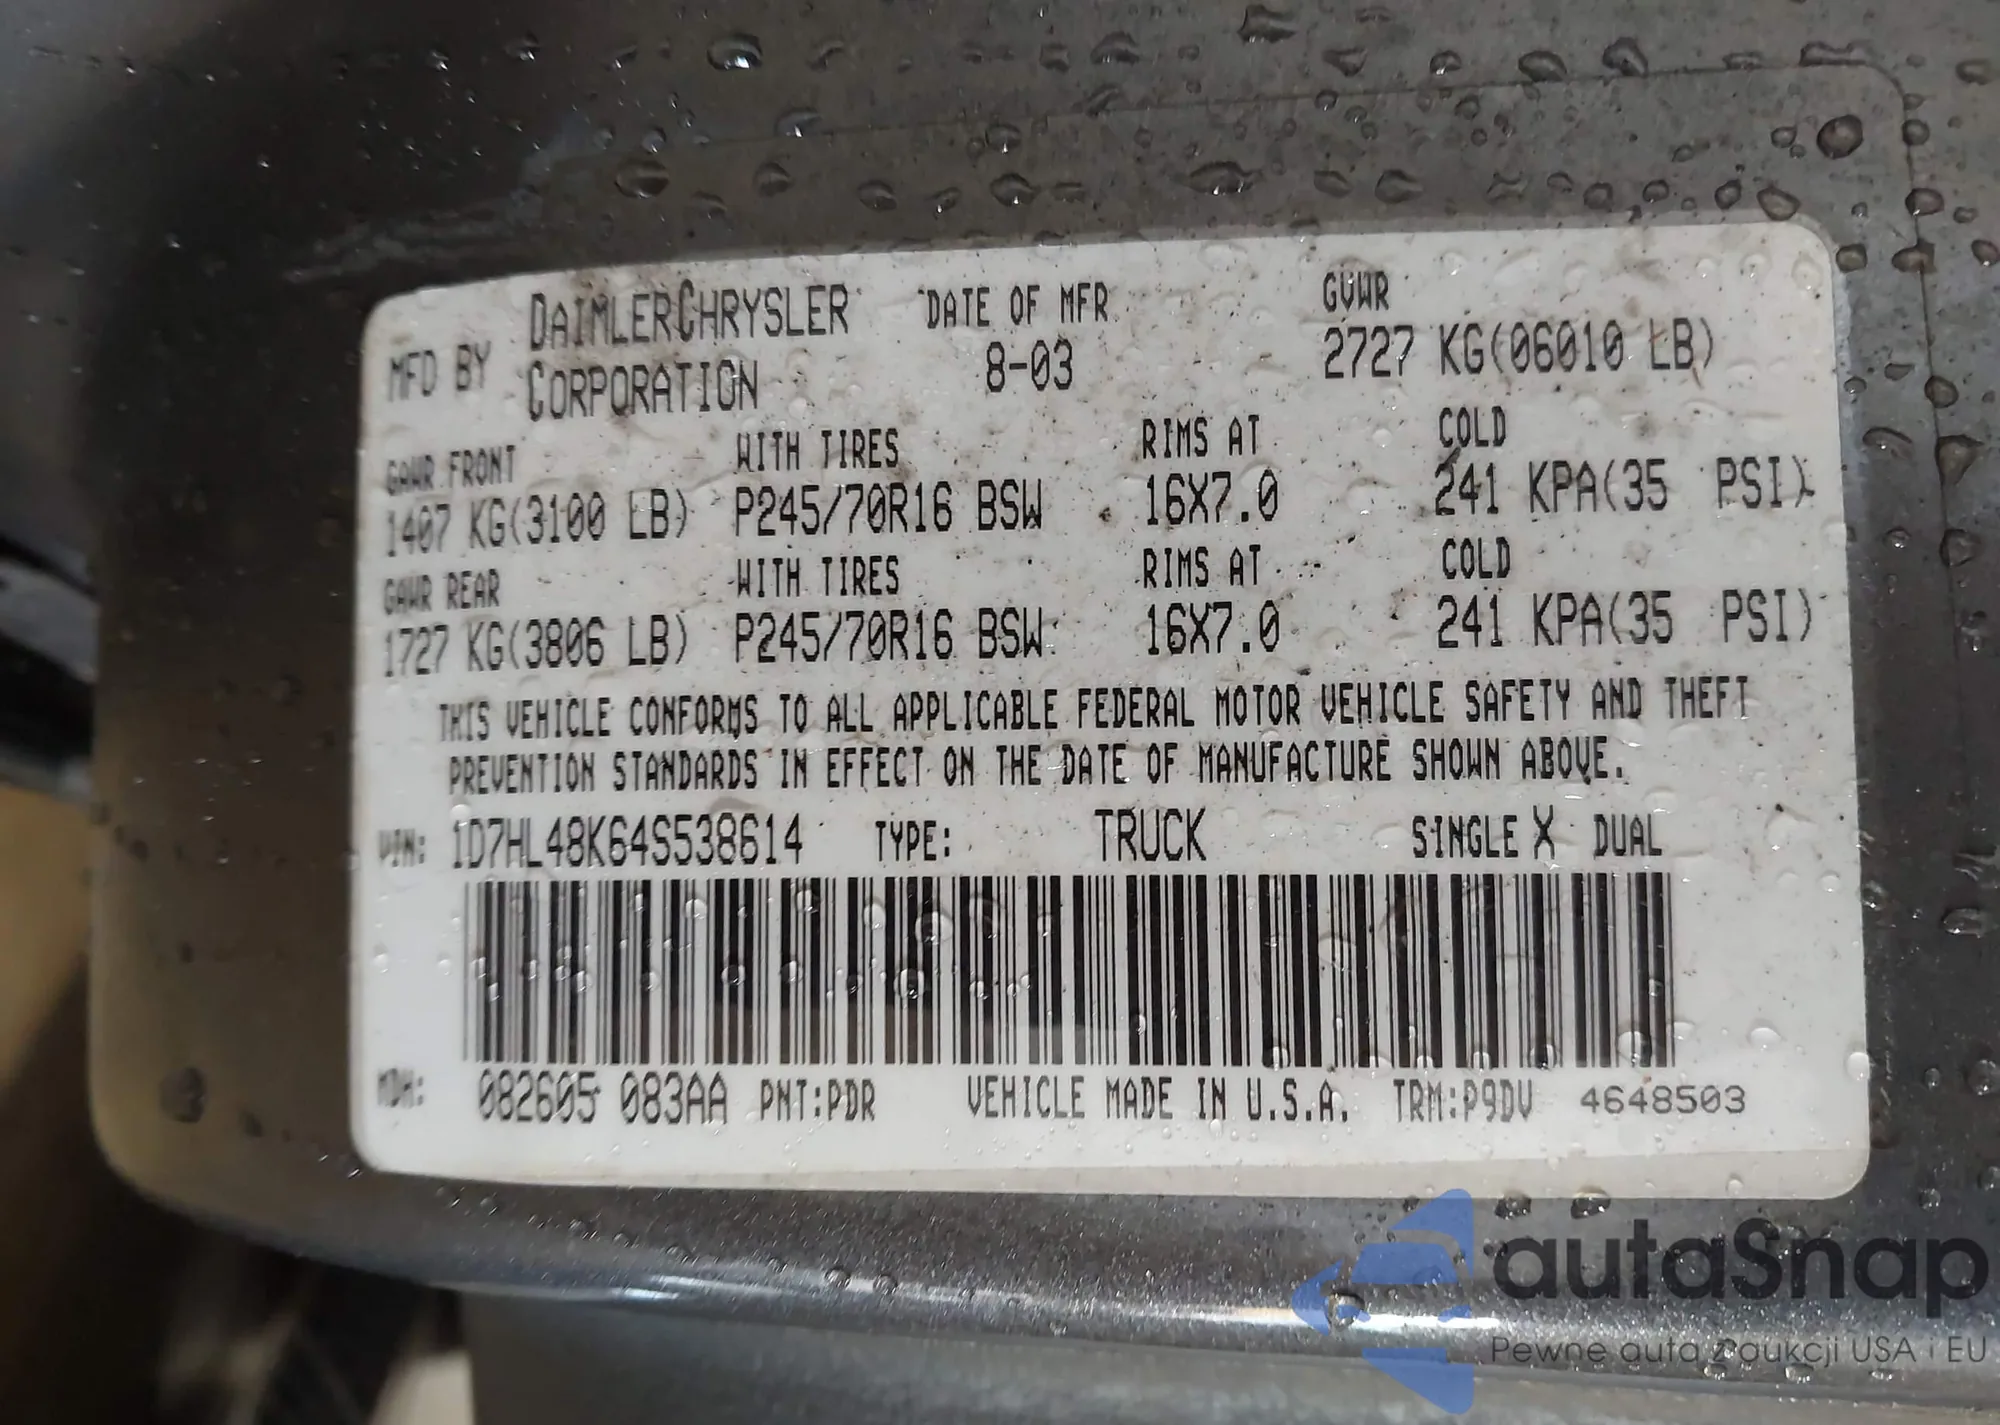 MFD BY DAIMLERCHRYSLER CORPORATION DATE OF MFR 8-03 GVWR 2727 KG(06010 LB)
GAWR FRONT WITH TIRES RIMS AT COLD
1407 KG(3100 LB) P245/70R16 BSW 16X7.0 241 KPA(35 PSI)
GAWR REAR WITH TIRES RIMS AT COLD
1727 KG(3806 LB) P245/70R16 BSW 16X7.0 241 KPA(35 PSI)
THIS VEHICLE CONFORMS TO ALL APPLICABLE FEDERAL MOTOR VEHICLE SAFETY AND THEFT
PREVENTION STANDARDS IN EFFECT ON THE DATE OF MANUFACTURE SHOWN ABOVE.
VIN: 1D7HL48K64S538614 TYPE: TRUCK SINGLE X DUAL
MDH: 082605 083AA PNT:PDR VEHICLE MADE IN U.S.A. TRM:P9DV 4648503
autaSnap
Pewne auta z aukcji USA i EU